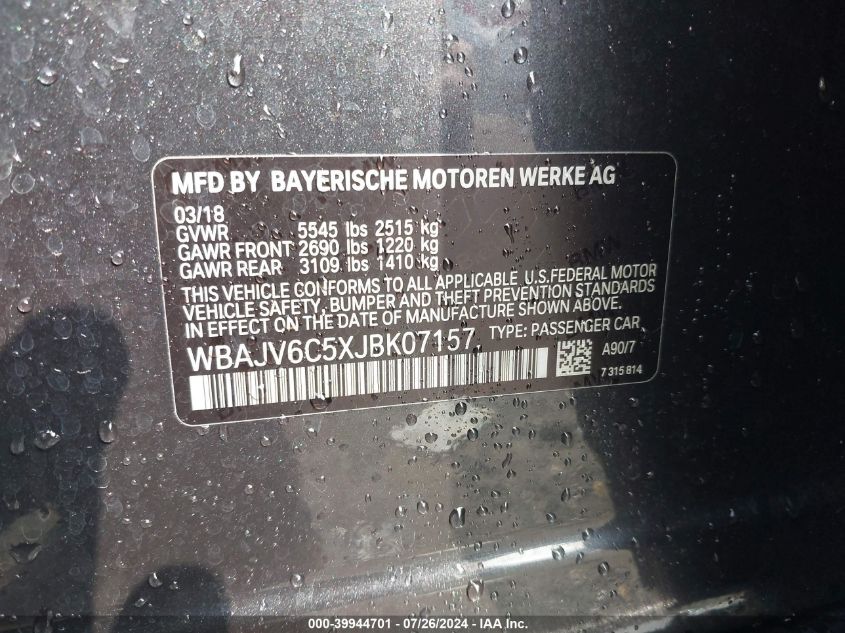 MFD BY BAYERISCHE MOTOREN WERKE AG
03/18
GVWR 5545 lbs 2515 kg
GAWR FRONT 2690 lbs 1220 kg
GAWR REAR 3109 lbs 1410 kg
THIS VEHICLE CONFORMS TO ALL APPLICABLE U.S.FEDERAL MOTOR
VEHICLE SAFETY, BUMPER AND THEFT PREVENTION STANDARDS
IN EFFECT ON THE DATE OF MANUFACTURE SHOWN ABOVE.
WBAJV6C5XJBK07157 TYPE: PASSENGER CAR
A90/7
7 315 814
000-39944701 - 07/26/2024 - IAA Inc.